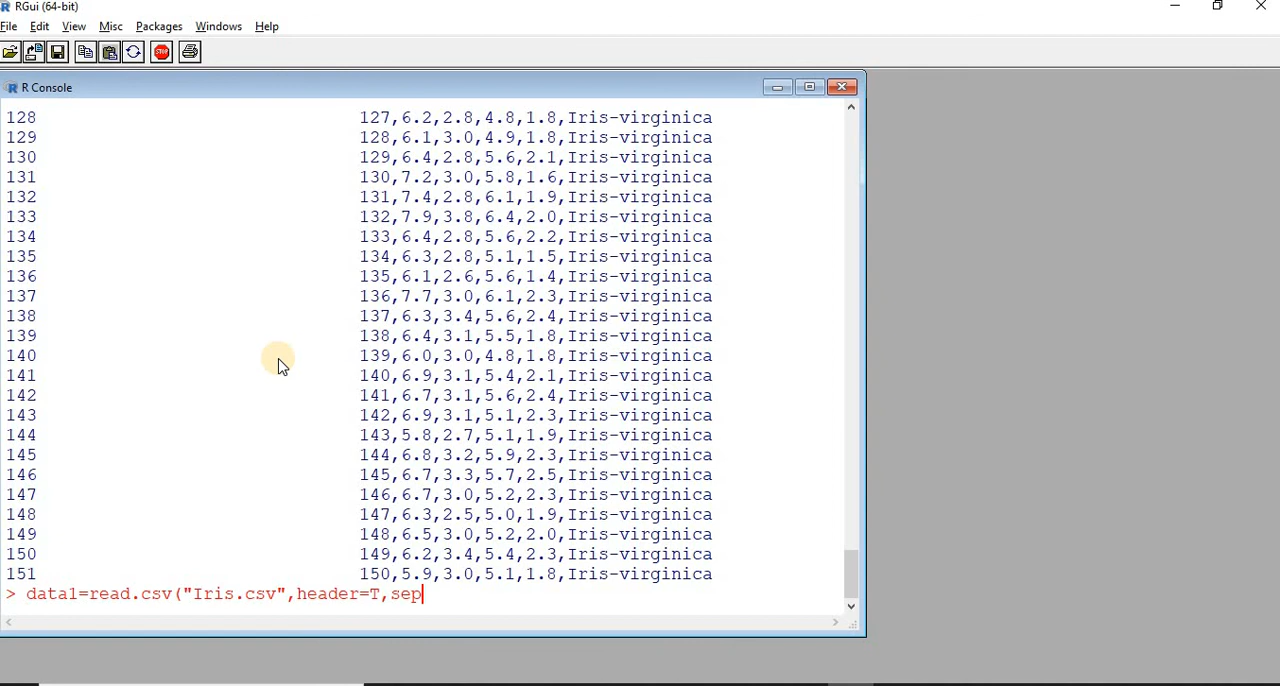 RGui (64-bit)
File Edit View Misc Packages Windows Help
STOP
R Console
128 127,6.2,2.8,4.8,1.8,Iris-virginica
129 128,6.1,3.0,4.9,1.8,Iris-virginica
130 129,6.4,2.8,5.6,2.1,Iris-virginica
131 130,7.2,3.0,5.8,1.6,Iris-virginica
132 131,7.4,2.8,6.1,1.9,Iris-virginica
133 132,7.9,3.8,6.4,2.0,Iris-virginica
134 133,6.4,2.8,5.6,2.2,Iris-virginica
135 134,6.3,2.8,5.1,1.5,Iris-virginica
136 135,6.1,2.6,5.6,1.4,Iris-virginica
137 136,7.7,3.0,6.1,2.3,Iris-virginica
138 137,6.3,3.4,5.6,2.4,Iris-virginica
139 138,6.4,3.1,5.5,1.8,Iris-virginica
140 139,6.0,3.0,4.8,1.8,Iris-virginica
141 140,6.9,3.1,5.4,2.1,Iris-virginica
142 141,6.7,3.1,5.6,2.4,Iris-virginica
143 142,6.9,3.1,5.1,2.3,Iris-virginica
144 143,5.8,2.7,5.1,1.9,Iris-virginica
145 144,6.8,3.2,5.9,2.3,Iris-virginica
146 145,6.7,3.3,5.7,2.5,Iris-virginica
147 146,6.7,3.0,5.2,2.3,Iris-virginica
148 147,6.3,2.5,5.0,1.9,Iris-virginica
149 148,6.5,3.0,5.2,2.0,Iris-virginica
150 149,6.2,3.4,5.4,2.3,Iris-virginica
151 150,5.9,3.0,5.1,1.8,Iris-virginica
> data1=read.csv("Iris.csv",header=T,sep